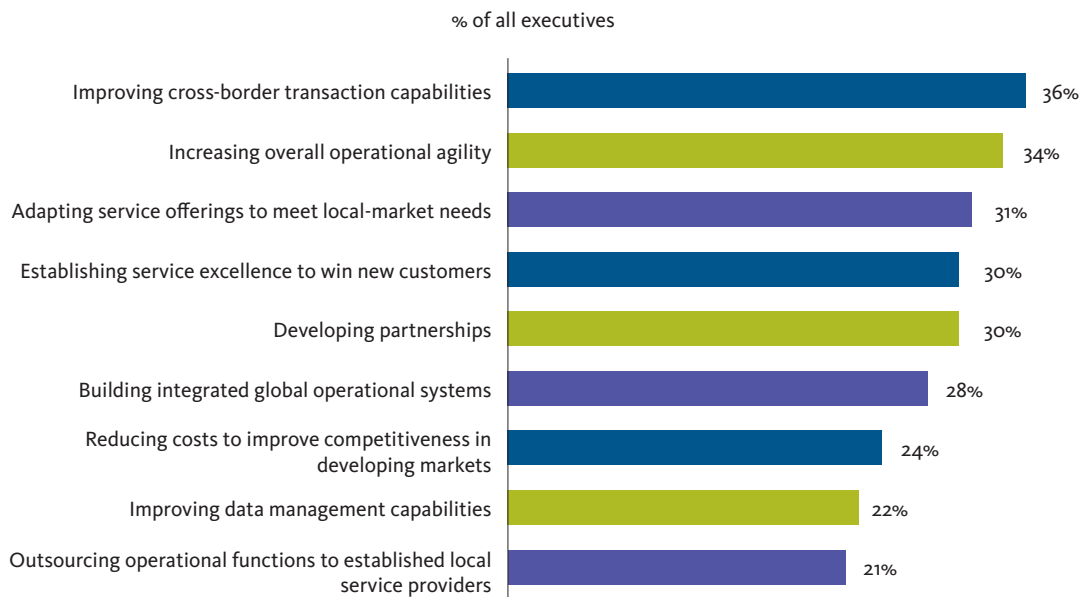 % of all executives
Improving cross-border transaction capabilities
36%
Increasing overall operational agility
34%
Adapting service offerings to meet local-market needs
31%
Establishing service excellence to win new customers
30%
Developing partnerships
30%
Building integrated global operational systems
28%
Reducing costs to improve competitiveness in
developing markets
24%
Improving data management capabilities
22%
Outsourcing operational functions to established local
service providers
21%